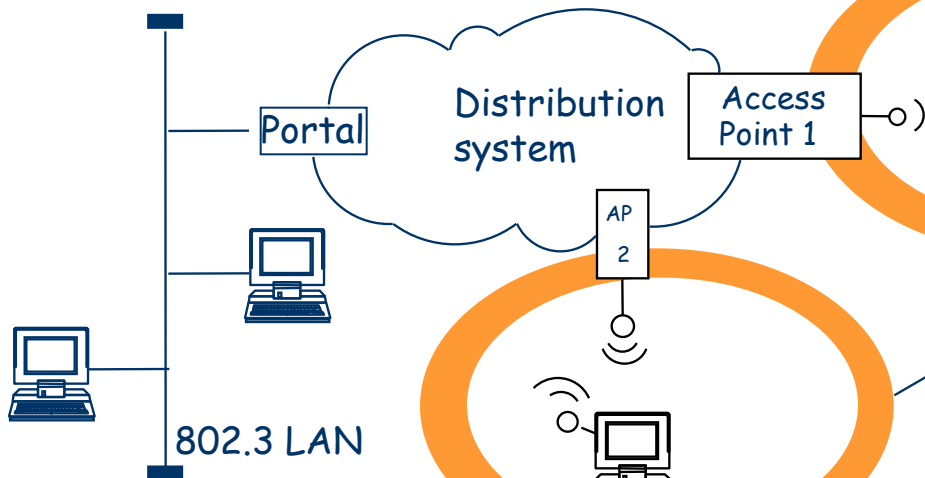 Distribution
system
Access
Point 1
Portal
AP
2
802.3 LAN